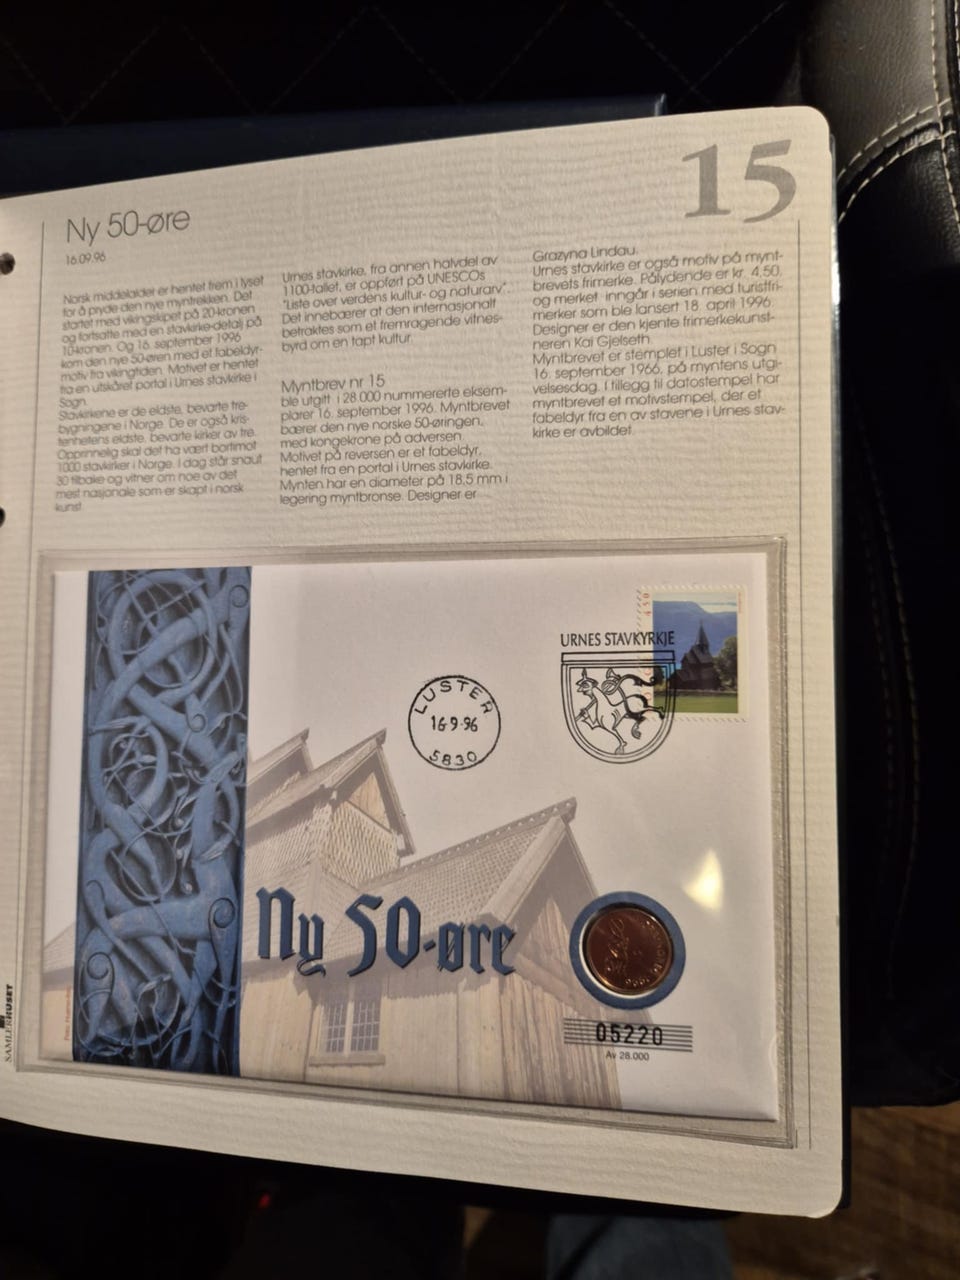 15
Ny 50-øre
16.09.96
Norsk middelalder er hentet frem i lyset
for å pryde den nye myntrekken. Det
startet med vikingskipet på 20-kronen
og fortsatte med en stavkirke-detalj på
10-kronen. Og 16. september 1996
kom den nye 50-øren med et fabeldyr-
motiv fra vikingtiden. Motivet er hentet
fra en utskåret portal i Urnes stavkirke i
Sogn.
Stavkirkene er de eldste, bevarte tre-
bygningene i Norge. De er også kris-
tenhetens eldste, bevarte kirker av tre.
Opprinnelig skal det ha vært bortimot
1000 stavkirker i Norge. I dag står snaut
30 tilbake og vitner om noe av det
mest nasjonale som er skapt i norsk
kunst
Urnes stavkirke, fra annen halvdel av
1100-tallet, er oppført på UNESCOs
"Liste over verdens kultur- og naturarv".
Det innebærer at den internasjonalt
betraktes som et fremragende vitnes-
byrd om en tapt kultur.
Myntbrev nr 15
ble utgitt i 28 000 nummererte eksem-
plarer 16. september 1996. Myntbrevet
bærer den nye norske 50-øringen,
med kongekrone på adversen.
Motivet på reversen er et fabeldyr,
hentet fra en portal i Urnes stavkirke.
Mynten har en diameter på 18,5 mm i
legering myntbronse. Designer er
Grazyna Lindau.
Urnes stavkirke er også motiv på mynt-
brevets frimerke. Pålydende er kr. 4,50,
og merket inngår i serien med turistfri-
merker som ble lansert 18. april 1996.
Designer er den kjente frimerkekunst-
neren Kai Gjelseth.
Myntbrevet er stemplet i Luster i Sogn
16. september 1966, på myntens utgi-
velsesdag. I tillegg til datostempel har
myntbrevet et motivstempel, der et
fabeldyr fra en av stavene i Urnes stav-
kirke er avbildet.
4 50
URNES STAVKYRKJE
LUSTER
16-9-96
5830
Ny 50-øre
1996
05220
Av 28.000
SAMLERHUSET